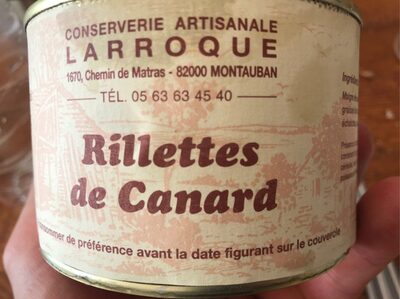 CONSERVERIE ARTISANALE
LARROQUE
1670, Chemin de Matras - 82000 MONTAUBAN
TÉL. 05 63 63 45 40
Rillettes
de Canard
de préférence avant la date figurant sur le couvercle